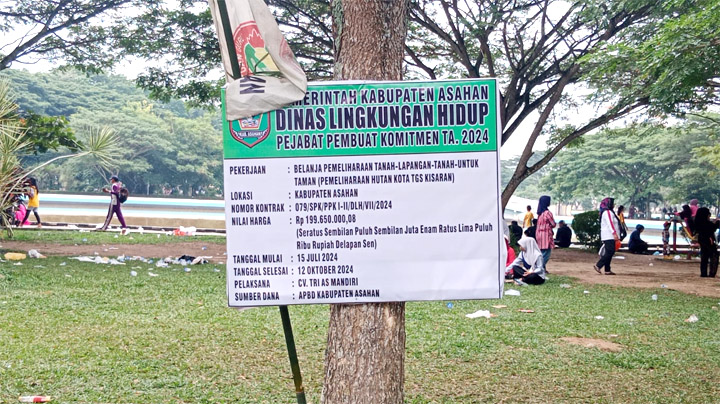 PEMERINTAH KABUPATEN ASAHAN
DINAS LINGKUNGAN HIDUP
PEJABAT PEMBUAT KOMITMEN TA. 2024
PEKERJAAN : BELANJA PEMELIHARAAN TANAH-LAPANGAN-TANAH-UNTUK
TAMAN (PEMELIHARAAN HUTAN KOTA TGS KISARAN)
LOKASI : KABUPATEN ASAHAN
NOMOR KONTRAK : 079/SPK/PPK I-II/DLH/VII/2024
NILAI HARGA : Rp 199.650.000,08
(Seratus Sembilan Puluh Sembilan Juta Enam Ratus Lima Puluh
Ribu Rupiah Delapan Sen)
TANGGAL MULAI : 15 JULI 2024
TANGGAL SELESAI : 12 OKTOBER 2024
PELAKSANA : CV. TRI AS MANDIRI
SUMBER DANA : APBD KABUPATEN ASAHAN